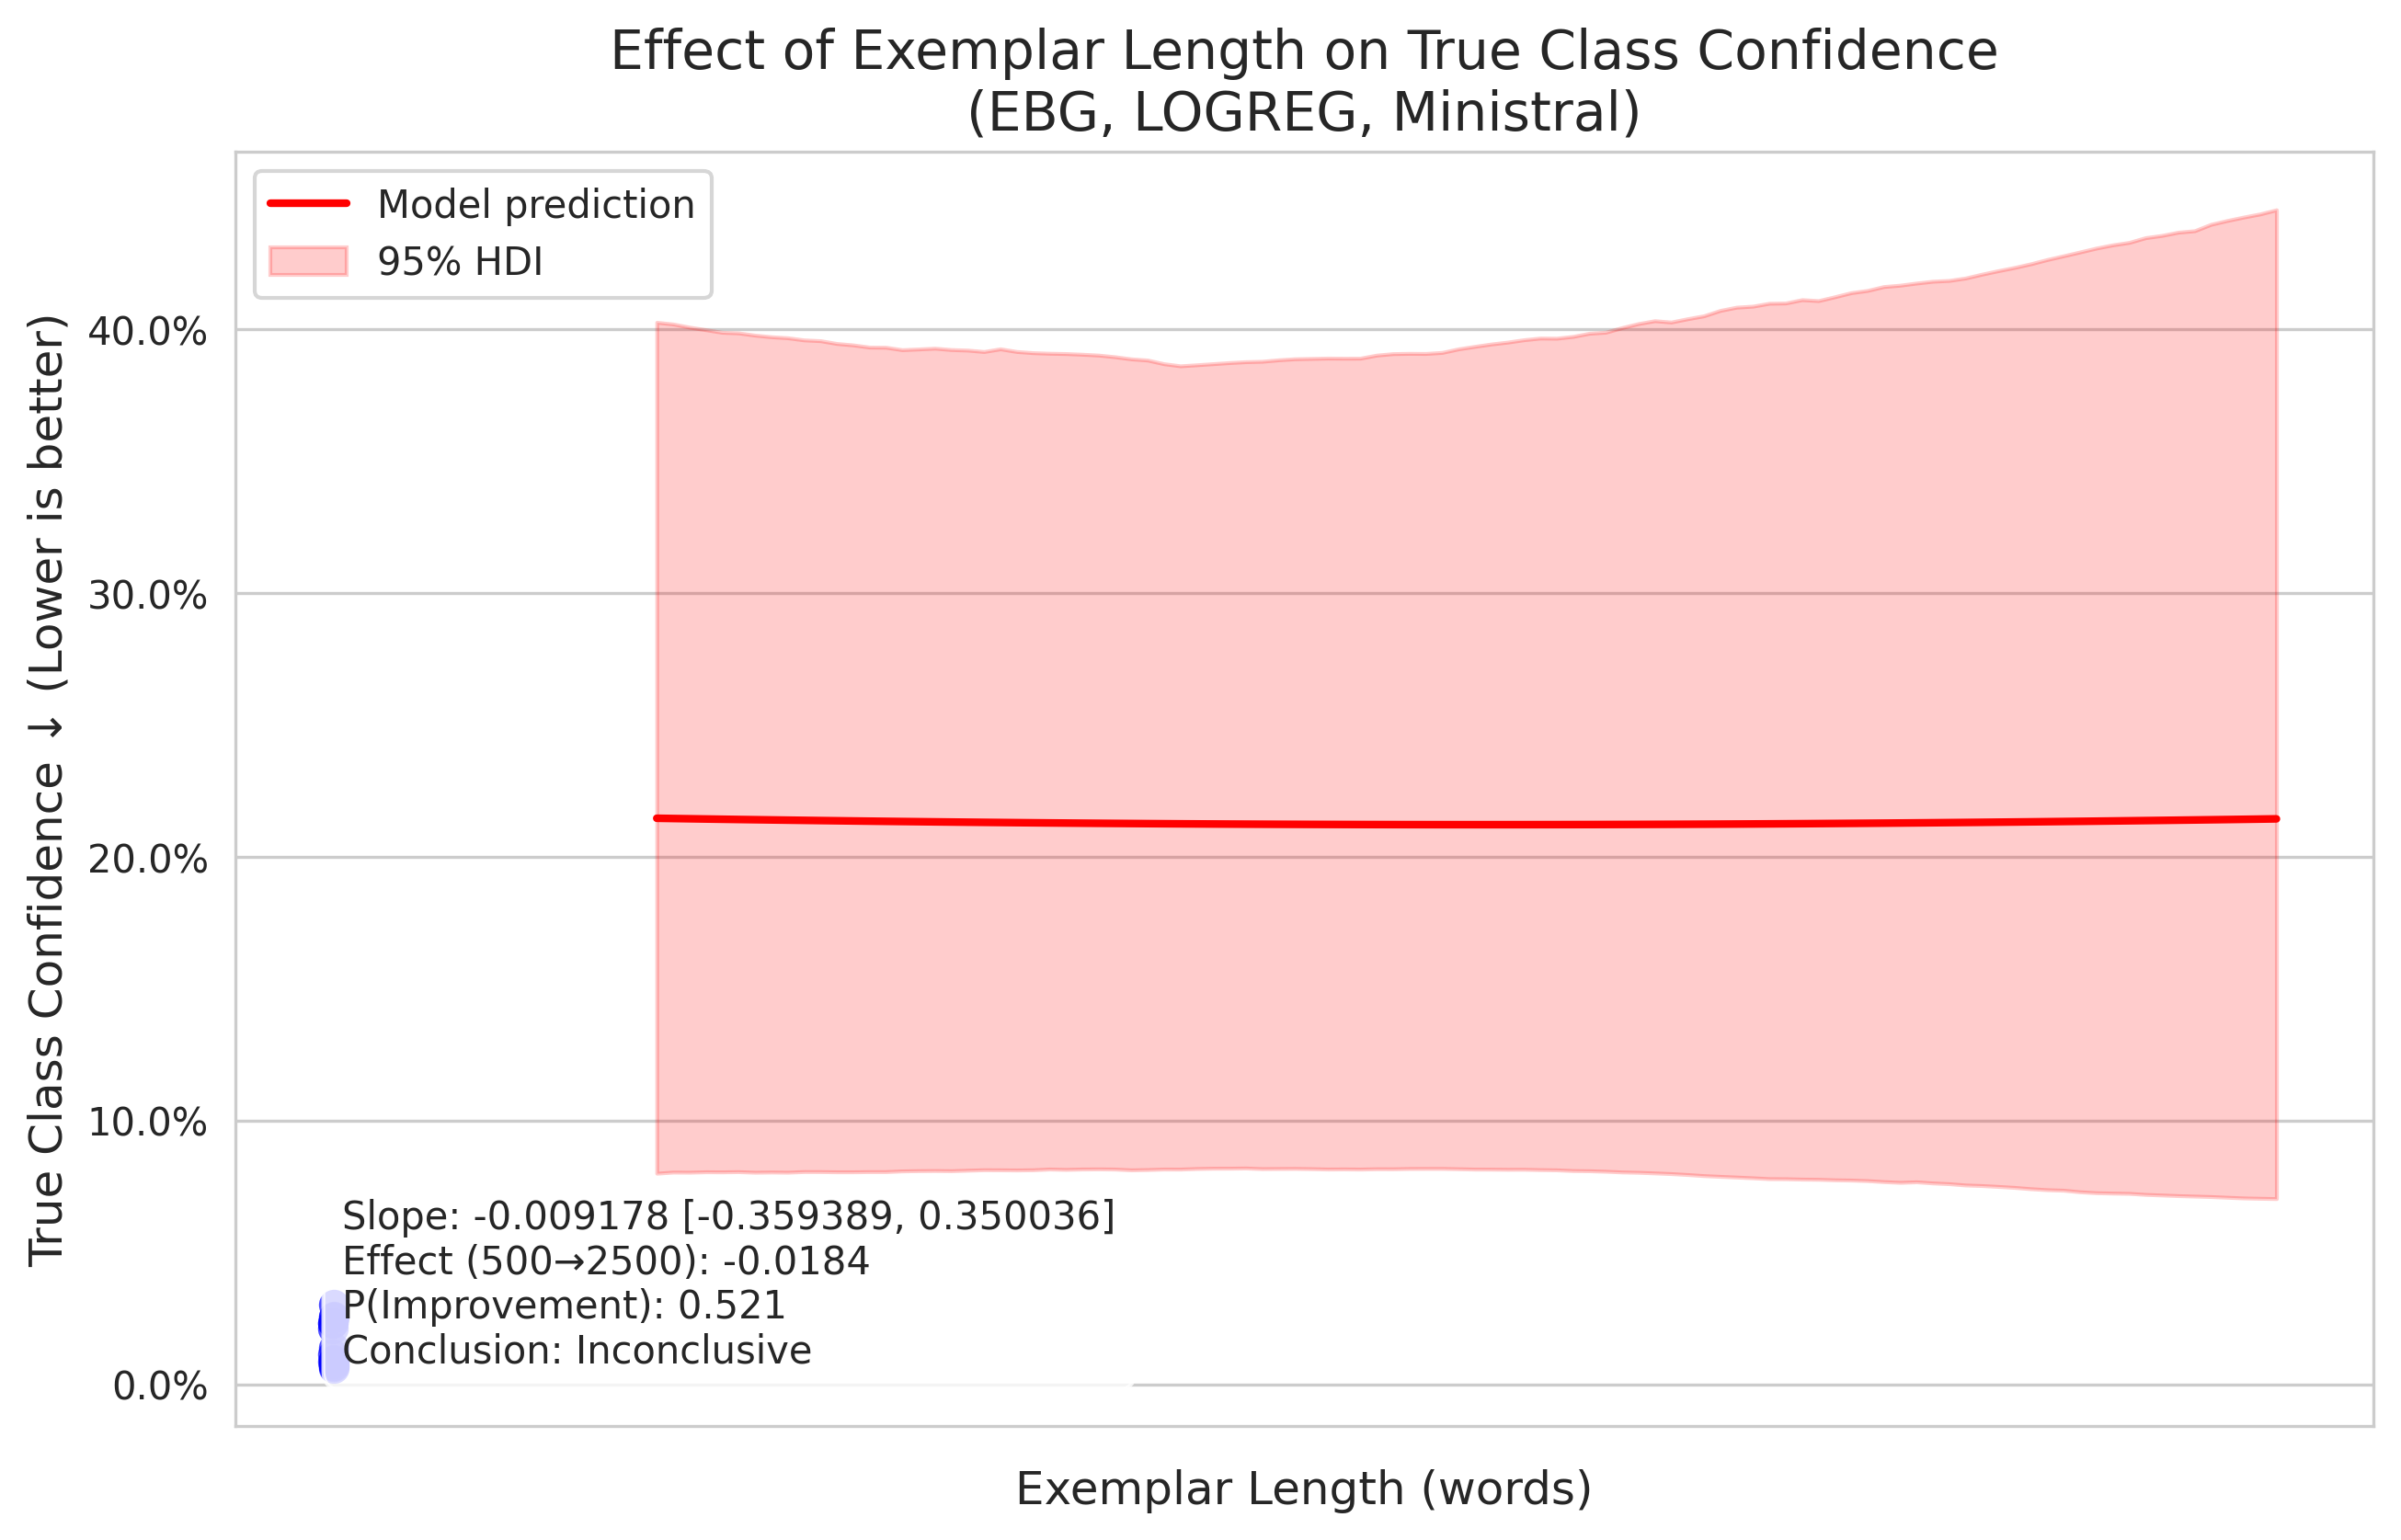 Effect of Exemplar Length on True Class Confidence
(EBG, LOGREG, Ministral)
Model prediction
95% HDI
True Class Confidence ↓ (Lower is better)
40.0%
30.0%
20.0%
10.0%
0.0%
Slope: -0.009178 [-0.359389, 0.350036]
Effect (500→2500): -0.0184
P(Improvement): 0.521
Conclusion: Inconclusive
Exemplar Length (words)